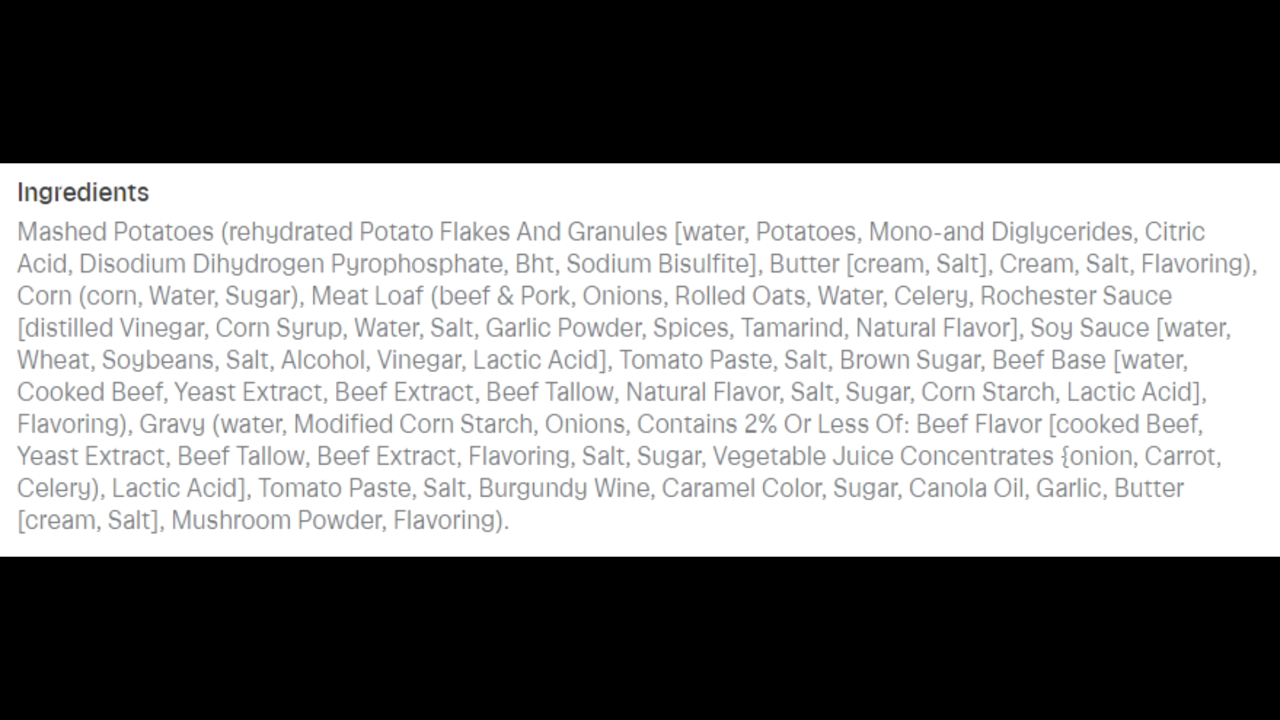 Ingredients
Mashed Potatoes (rehydrated Potato Flakes And Granules [water, Potatoes, Mono-and Diglycerides, Citric
Acid, Disodium Dihydrogen Pyrophosphate, Bht, Sodium Bisulfite], Butter [cream, Salt], Cream, Salt, Flavoring),
Corn (corn, Water, Sugar), Meat Loaf (beef & Pork, Onions, Rolled Oats, Water, Celery, Rochester Sauce
[distilled Vinegar, Corn Syrup, Water, Salt, Garlic Powder, Spices, Tamarind, Natural Flavor], Soy Sauce [water,
Wheat, Soybeans, Salt, Alcohol, Vinegar, Lactic Acid], Tomato Paste, Salt, Brown Sugar, Beef Base [water,
Cooked Beef, Yeast Extract, Beef Extract, Beef Tallow, Natural Flavor, Salt, Sugar, Corn Starch, Lactic Acid],
Flavoring), Gravy (water, Modified Corn Starch, Onions, Contains 2% Or Less Of: Beef Flavor [cooked Beef,
Yeast Extract, Beef Tallow, Beef Extract, Flavoring, Salt, Sugar, Vegetable Juice Concentrates {onion, Carrot,
Celery), Lactic Acid], Tomato Paste, Salt, Burgundy Wine, Caramel Color, Sugar, Canola Oil, Garlic, Butter
[cream, Salt], Mushroom Powder, Flavoring).